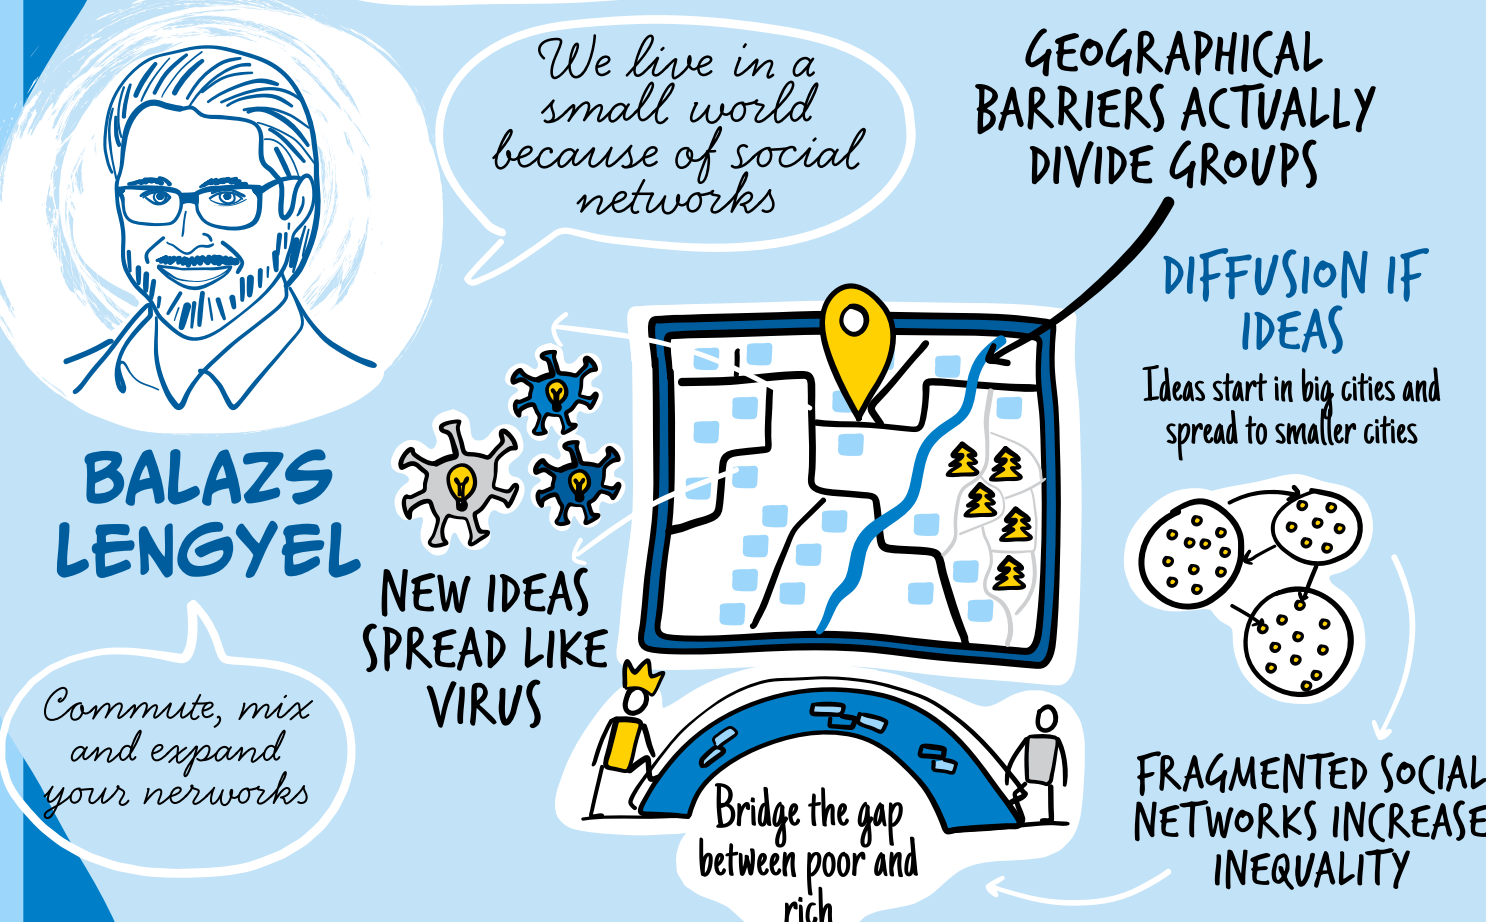 We live in a
small world
because of social
networks
GEOGRAPHICAL
BARRIERS ACTUALLY
DIVIDE GROUPS
DIFFUSION IF
IDEAS
Ideas start in big cities and
spread to smaller cities
BALAZS
LENGYEL
NEW IDEAS
SPREAD LIKE
VIRUS
Commute, mix
and expand
your nerworks
Bridge the gap
between poor and
rich
FRAGMENTED SOCIAL
NETWORKS INCREASE
INEQUALITY